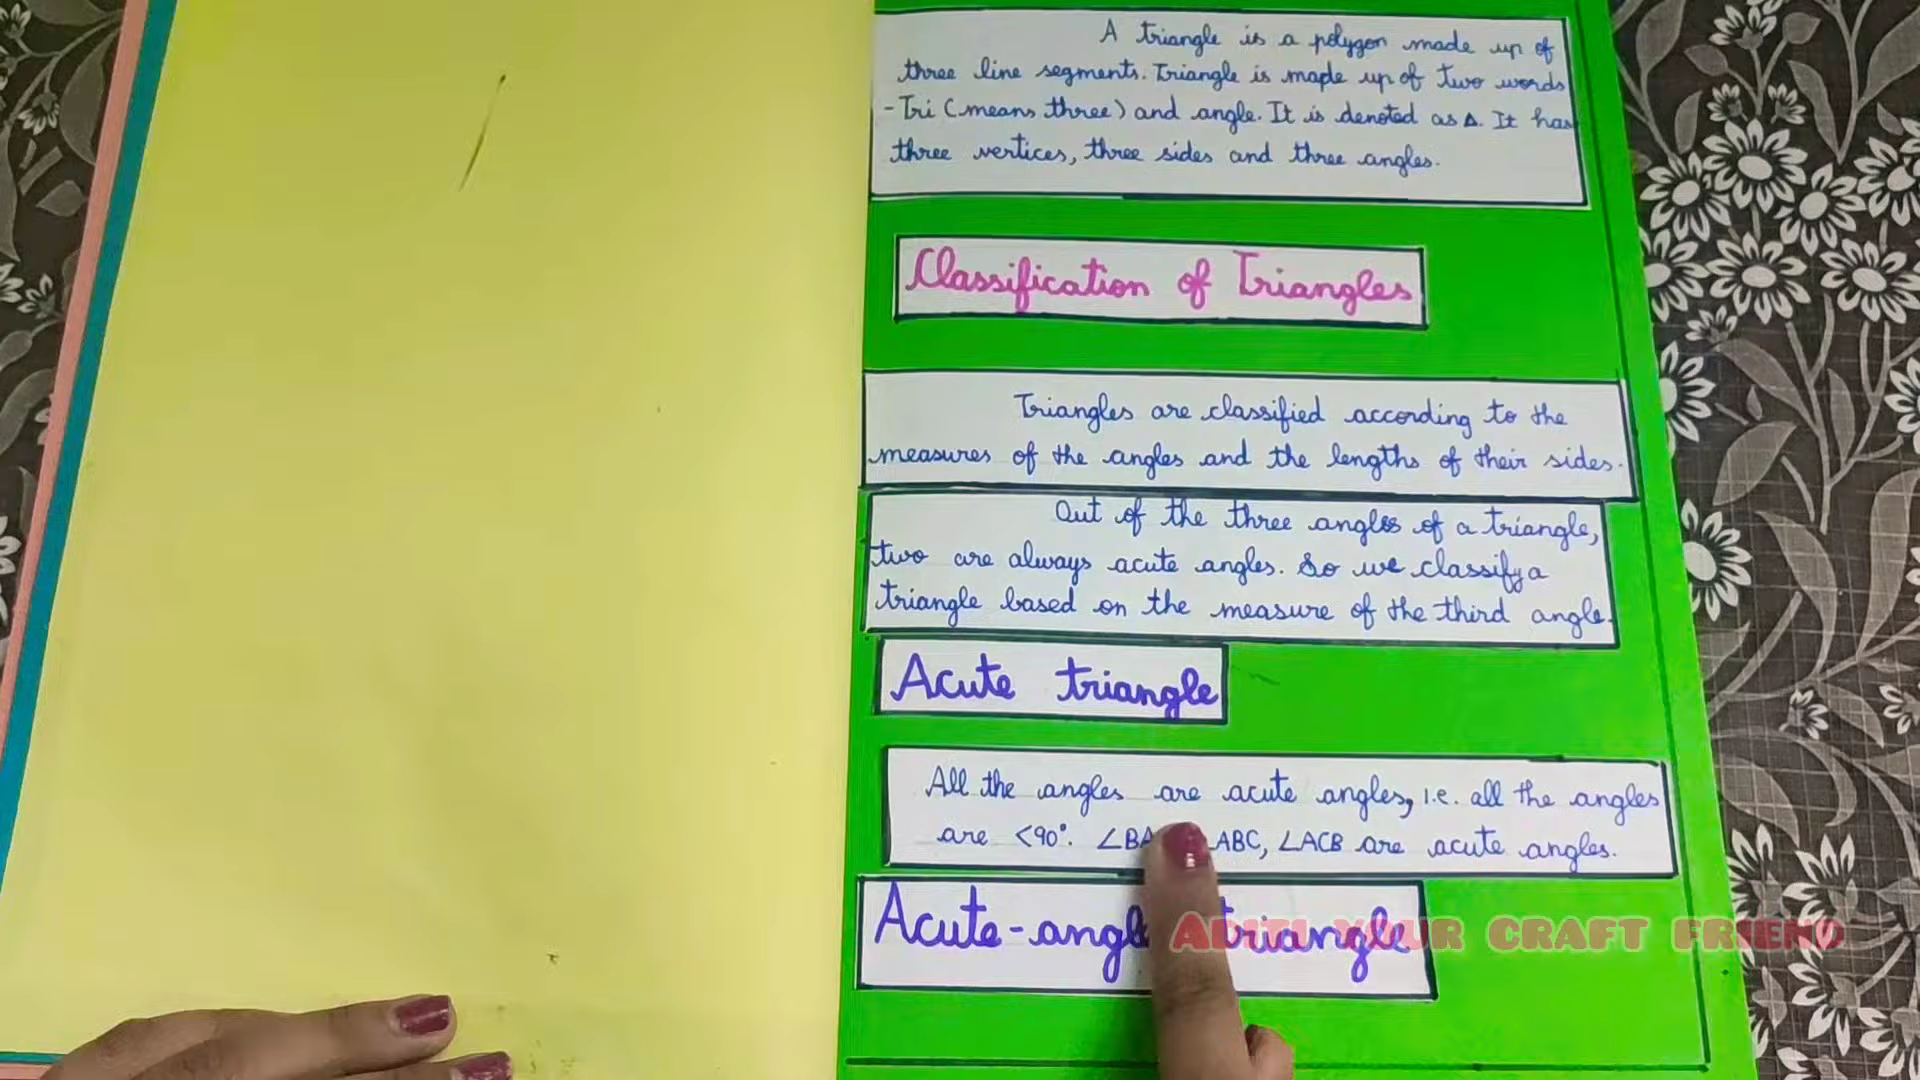 A triangle is a polygon made up of
three line segments. Triangle is made up of two words
- Tri (means three) and angle. It is denoted as Δ. It has
three vertices, three sides and three angles.
Classification of Triangles
Triangles are classified according to the
measures of the angles and the lengths of their sides.
Out of the three angles of a triangle,
two are always acute angles. So we classify a
triangle based on the measure of the third angle.
Acute triangle
All the angles are acute angles, i.e. all the angles
are <90°. ∠BA ABC, ∠ACB are acute angles.
Acute-angle triangle
ADITI YOUR CRAFT FRIEND